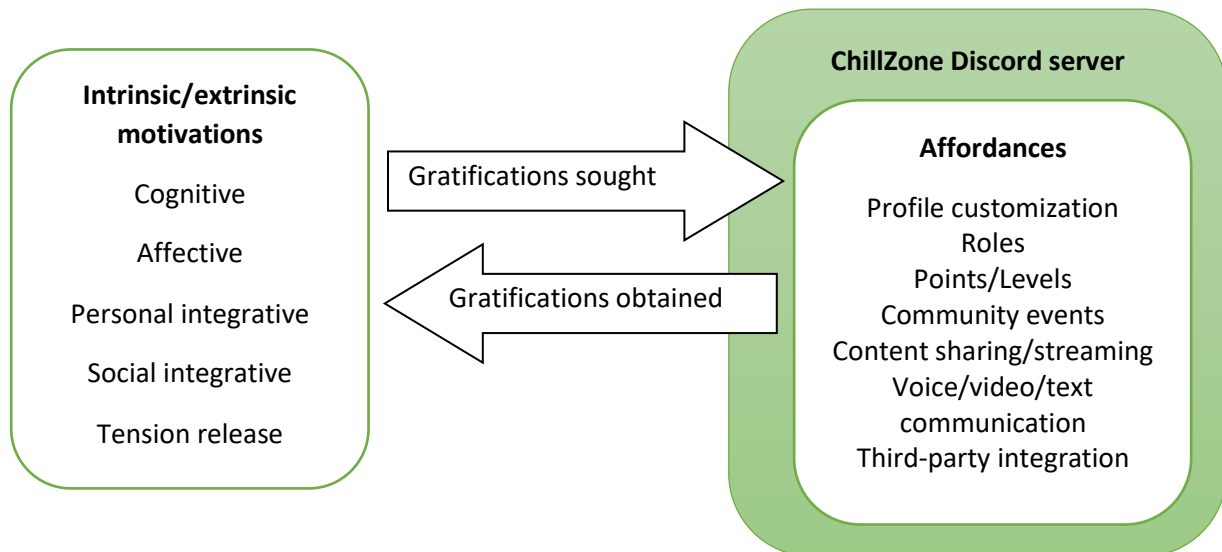 Intrinsic/extrinsic
motivations
Cognitive
Affective
Personal integrative
Social integrative
Tension release
Gratifications sought
Gratifications obtained
ChillZone Discord server
Affordances
Profile customization
Roles
Points/Levels
Community events
Content sharing/streaming
Voice/video/text
communication
Third-party integration